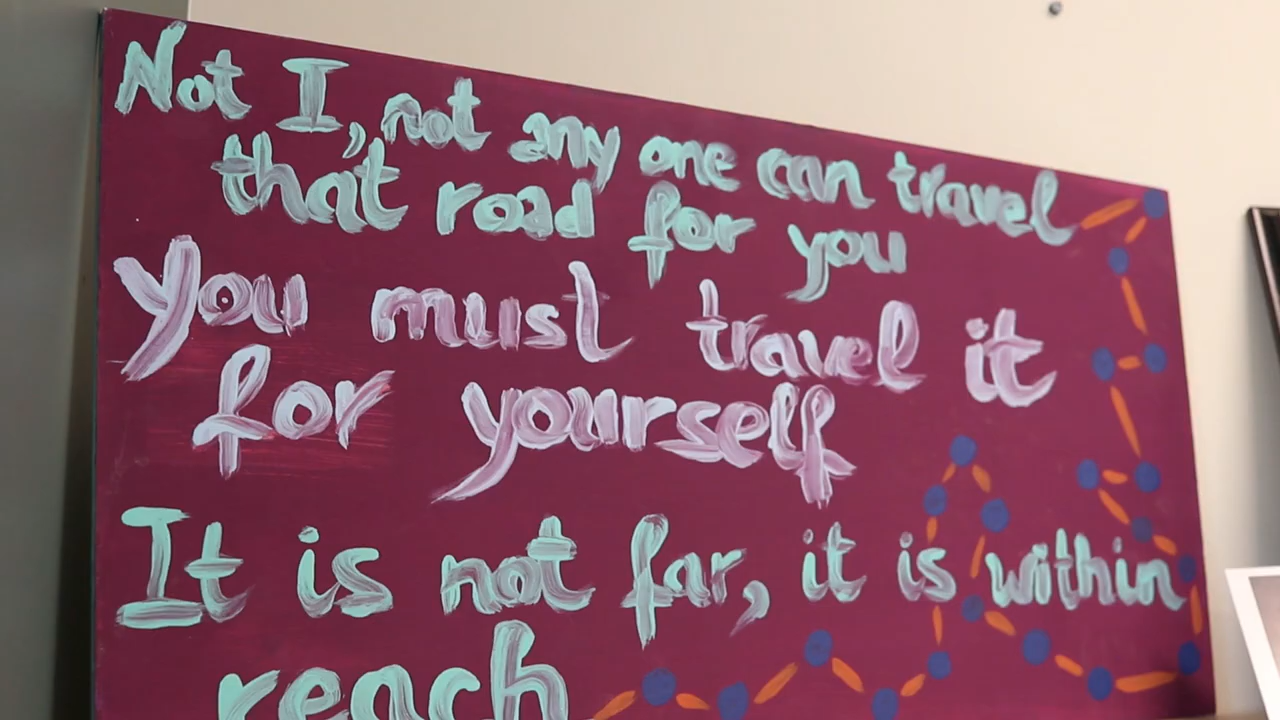 Not I, not any one can travel
that road for you
You must travel it
for yourself
It is not far, it is within
reach